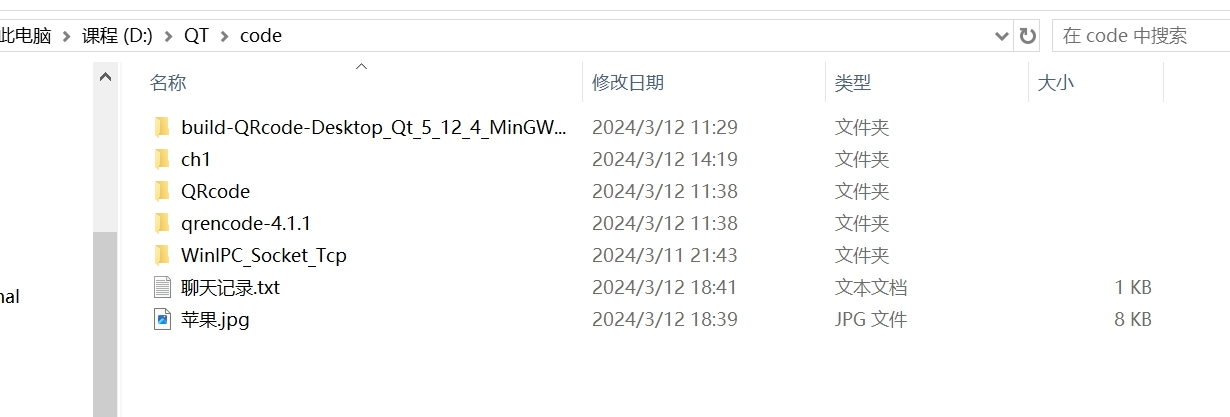 此电脑 > 课程 (D:) > QT > code
在 code 中搜索
名称 修改日期 类型 大小
build-QRcode-Desktop_Qt_5_12_4_MinGW... 2024/3/12 11:29 文件夹
ch1 2024/3/12 14:19 文件夹
QRcode 2024/3/12 11:38 文件夹
qrencode-4.1.1 2024/3/12 11:38 文件夹
WinIPC_Socket_Tcp 2024/3/11 21:43 文件夹
聊天记录.txt 2024/3/12 18:41 文本文档 1 KB
nal
苹果.jpg 2024/3/12 18:39 JPG 文件 8 KB